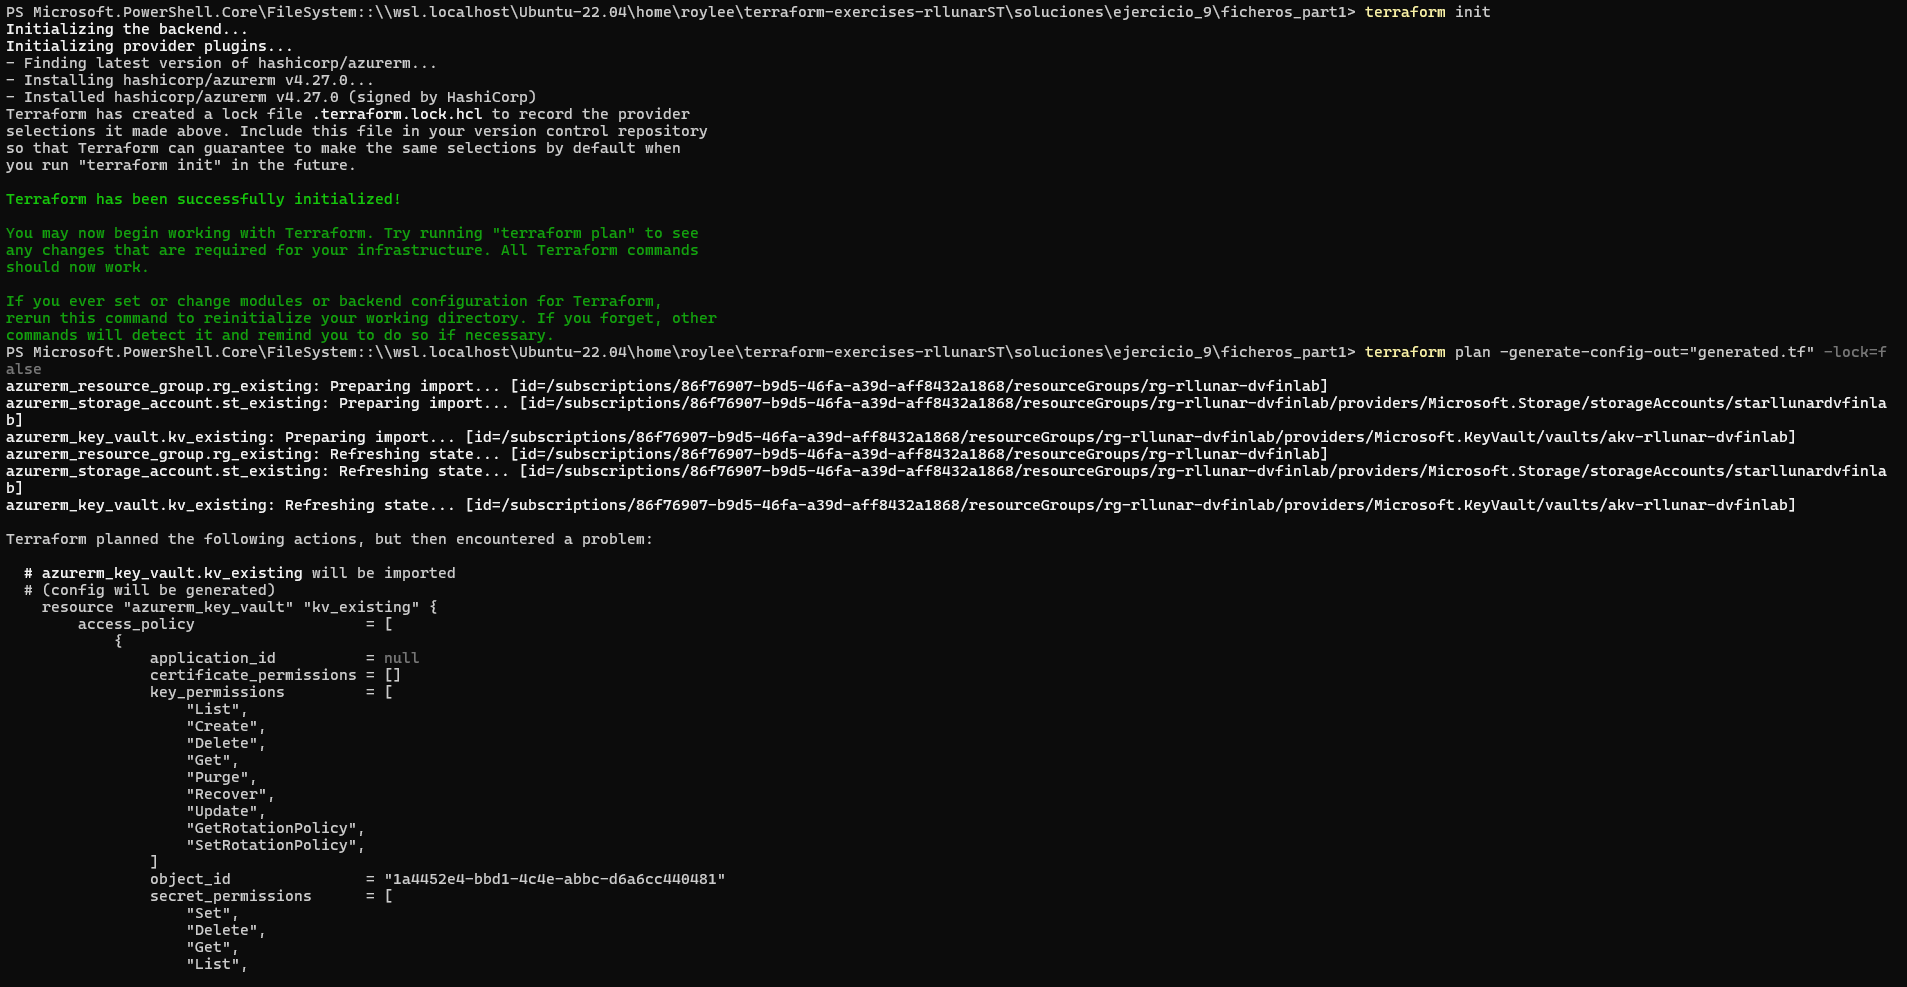 PS Microsoft.PowerShell.Core\FileSystem::\\wsl.localhost\Ubuntu-22.04\home\roylee\terraform-exercises-rllunarST\soluciones\ejercicio_9\ficheros_part1> terraform init
Initializing the backend...
Initializing provider plugins...
- Finding latest version of hashicorp/azurerm...
- Installing hashicorp/azurerm v4.27.0...
- Installed hashicorp/azurerm v4.27.0 (signed by HashiCorp)
Terraform has created a lock file .terraform.lock.hcl to record the provider
selections it made above. Include this file in your version control repository
so that Terraform can guarantee to make the same selections by default when
you run "terraform init" in the future.
Terraform has been successfully initialized!
You may now begin working with Terraform. Try running "terraform plan" to see
any changes that are required for your infrastructure. All Terraform commands
should now work.
If you ever set or change modules or backend configuration for Terraform,
rerun this command to reinitialize your working directory. If you forget, other
commands will detect it and remind you to do so if necessary.
PS Microsoft.PowerShell.Core\FileSystem::\\wsl.localhost\Ubuntu-22.04\home\roylee\terraform-exercises-rllunarST\soluciones\ejercicio_9\ficheros_part1> terraform plan -generate-config-out="generated.tf" -lock=f
alse
azurerm_resource_group.rg_existing: Preparing import... [id=/subscriptions/86f76907-b9d5-46fa-a39d-aff8432a1868/resourceGroups/rg-rllunar-dvfinlab]
azurerm_storage_account.st_existing: Preparing import... [id=/subscriptions/86f76907-b9d5-46fa-a39d-aff8432a1868/resourceGroups/rg-rllunar-dvfinlab/providers/Microsoft.Storage/storageAccounts/starllunardvfinla
b]
azurerm_key_vault.kv_existing: Preparing import... [id=/subscriptions/86f76907-b9d5-46fa-a39d-aff8432a1868/resourceGroups/rg-rllunar-dvfinlab/providers/Microsoft.KeyVault/vaults/akv-rllunar-dvfinlab]
azurerm_resource_group.rg_existing: Refreshing state... [id=/subscriptions/86f76907-b9d5-46fa-a39d-aff8432a1868/resourceGroups/rg-rllunar-dvfinlab]
azurerm_storage_account.st_existing: Refreshing state... [id=/subscriptions/86f76907-b9d5-46fa-a39d-aff8432a1868/resourceGroups/rg-rllunar-dvfinlab/providers/Microsoft.Storage/storageAccounts/starllunardvfinla
b]
azurerm_key_vault.kv_existing: Refreshing state... [id=/subscriptions/86f76907-b9d5-46fa-a39d-aff8432a1868/resourceGroups/rg-rllunar-dvfinlab/providers/Microsoft.KeyVault/vaults/akv-rllunar-dvfinlab]
Terraform planned the following actions, but then encountered a problem:
# azurerm_key_vault.kv_existing will be imported
# (config will be generated)
resource "azurerm_key_vault" "kv_existing" {
access_policy = [
{
application_id = null
certificate_permissions = []
key_permissions = [
"List",
"Create",
"Delete",
"Get",
"Purge",
"Recover",
"Update",
"GetRotationPolicy",
"SetRotationPolicy",
]
object_id = "1a4452e4-bbd1-4c4e-abbc-d6a6cc440481"
secret_permissions = [
"Set",
"Delete",
"Get",
"List",